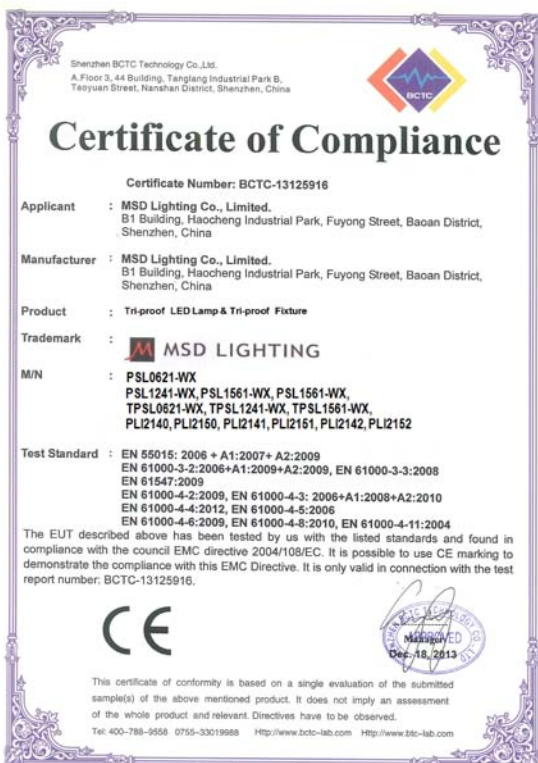 Shenzhen BCTC Technology Co.,Ltd.
A.Floor 3, 44 Building, Tanglang Industrial Park B,
Taoyuan Street, Nanshan District, Shenzhen, China
BCTC
Certificate of Compliance
Certificate Number: BCTC-13125916
Applicant : MSD Lighting Co., Limited.
B1 Building, Haocheng Industrial Park, Fuyong Street, Baoan District,
Shenzhen, China
Manufacturer : MSD Lighting Co., Limited.
B1 Building, Haocheng Industrial Park, Fuyong Street, Baoan District,
Shenzhen, China
Product : Tri-proof LED Lamp & Tri-proof Fixture
Trademark : MSD LIGHTING
M/N : PSL0621-WX
PSL1241-WX, PSL1561-WX, PSL1561-WX,
TPSL0621-WX, TPSL1241-WX, TPSL1561-WX,
PLI2140, PLI2150, PLI2141, PLI2151, PLI2142, PLI2152
Test Standard : EN 55015: 2006 + A1:2007+ A2:2009
EN 61000-3-2:2006+A1:2009+A2:2009, EN 61000-3-3:2008
EN 61547:2009
EN 61000-4-2:2009, EN 61000-4-3: 2006+A1:2008+A2:2010
EN 61000-4-4:2012, EN 61000-4-5:2006
EN 61000-4-6:2009, EN 61000-4-8:2010, EN 61000-4-11:2004
The EUT described above has been tested by us with the listed standards and found in
compliance with the council EMC directive 2004/108/EC. It is possible to use CE marking to
demonstrate the compliance with this EMC Directive. It is only valid in connection with the test
report number: BCTC-13125916.
CE
APPROVED
Manager
Dec. 18, 2013
This certificate of conformity is based on a single evaluation of the submitted
sample(s) of the above mentioned product. It does not imply an assessment
of the whole product and relevant. Directives have to be observed.
Tel: 400-788-9558 0755-33019988 Http://www.bctc-lab.com Http://www.btc-lab.com